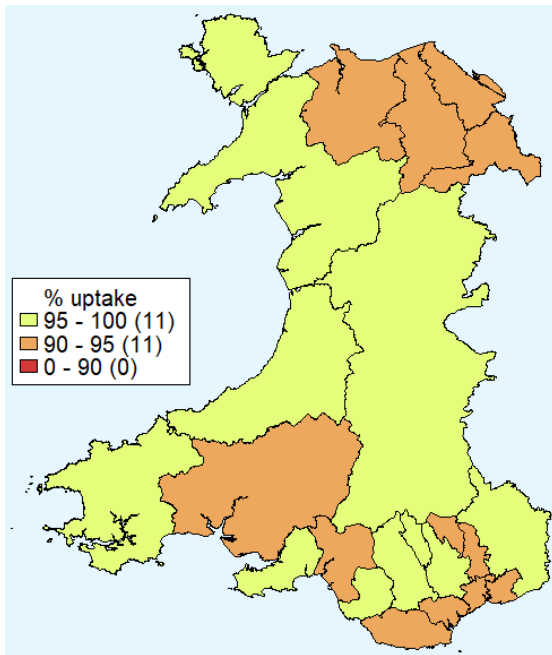 % uptake
95 - 100 (11)
90 - 95 (11)
0 - 90 (0)